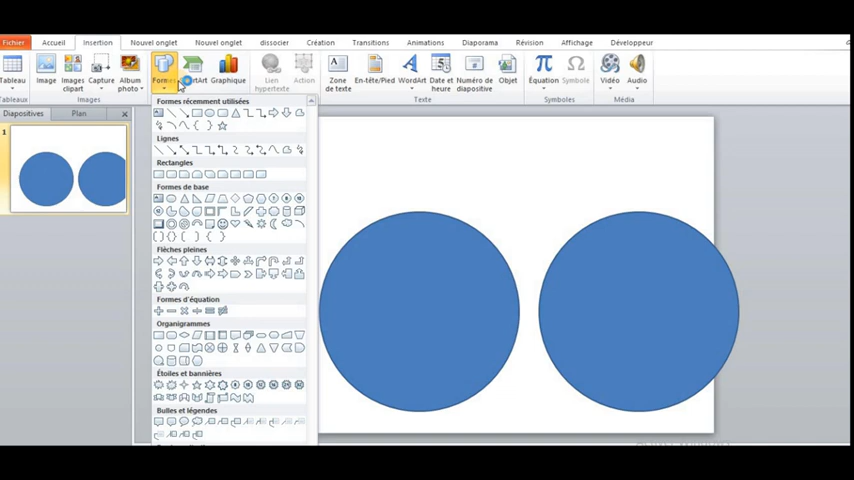 Fichier Accueil Insertion Nouvel onglet Nouvel onglet dissocier Création Transitions Animations Diaporama Révision Affichage Développeur
Tableau Image Images Capture Album Formes SmartArt Graphique Lien Action Zone En-tête/Pied WordArt Date et Numéro de Objet Équation Symbole Vidéo Audio
clipart photo hypertexte de texte heure diapositive
Tableaux Images Texte Symboles Média
Diapositives Plan
1
Formes récemment utilisées
Lignes
Rectangles
Formes de base
Flèches pleines
Formes d'équation
Organigrammes
Étoiles et bannières
Bulles et légendes